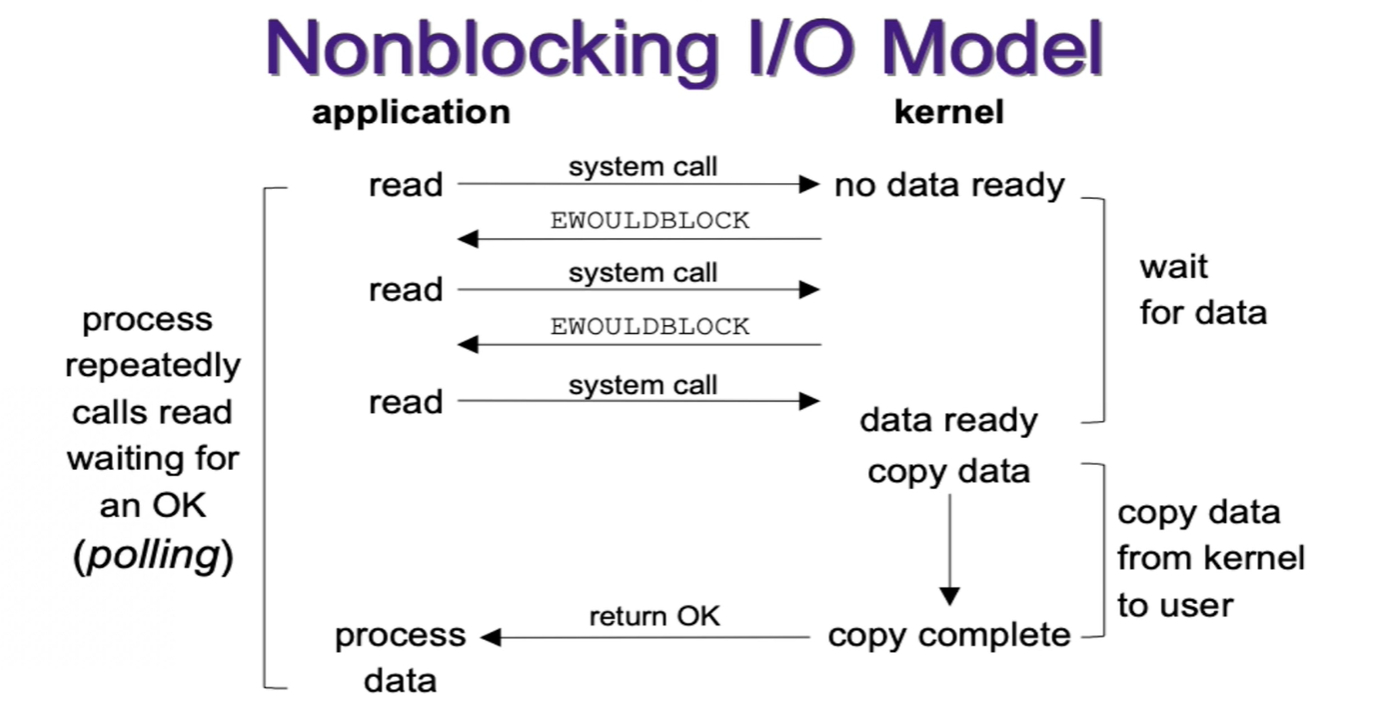 Nonblocking I/O Model
application
kernel
read
system call
no data ready
EWOULDBLOCK
read
system call
EWOULDBLOCK
read
system call
data ready
copy data
return OK
process
data
copy complete
process
repeatedly
calls read
waiting for
an OK
(polling)
wait
for data
copy data
from kernel
to user